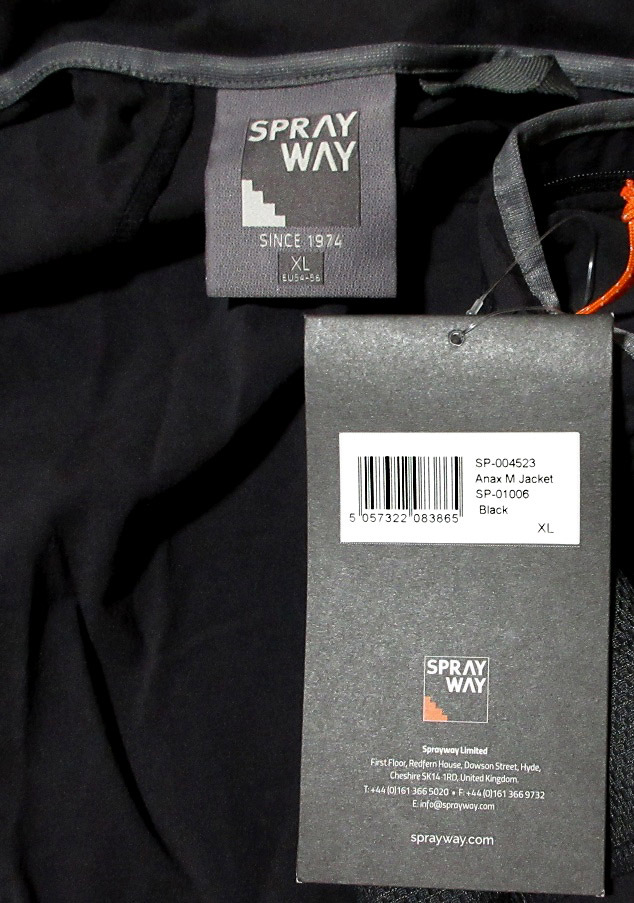 SPRAY
WAY
SINCE 1974
XL
EU54-56
SP-004523
Anax M Jacket
SP-01006
Black
XL
5 057322 083865
SPRAY
WAY
Sprayway Limited
First Floor, Redfern House, Dowson Street, Hyde,
Cheshire SK14 1RD, United Kingdom.
T: +44 (0)161 366 5020 • F: +44 (0)161 366 9732
E: info@sprayway.com
sprayway.com